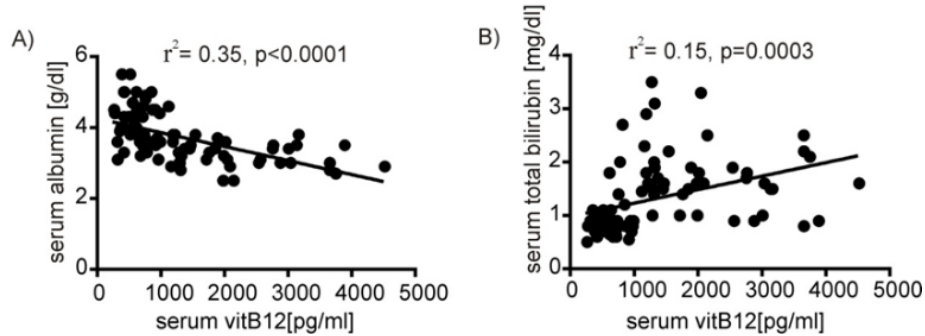 A)
r²= 0.35, p<0.0001
serum albumin [g/dl]
6
4
2
0
0 1000 2000 3000 4000 5000
serum vitB12[pg/ml]
B)
r²= 0.15, p=0.0003
serum total bilirubin [mg/dl]
4
3
2
1
0
0 1000 2000 3000 4000 5000
serum vitB12[pg/ml]